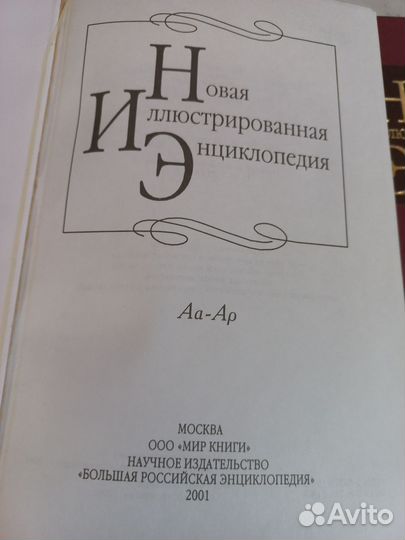 Новая
Иллюстрированная
Энциклопедия
Аа-Ар
МОСКВА
ООО «МИР КНИГИ»
НАУЧНОЕ ИЗДАТЕЛЬСТВО
«БОЛЬШАЯ РОССИЙСКАЯ ЭНЦИКЛОПЕДИЯ»
2001
Avito